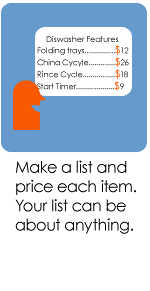 Diswasher Features
Folding trays...............$12
China Cycyle..............$26
Rince Cycle................$18
Start Timer...................$9
Make a list and
price each item.
Your list can be
about anything.